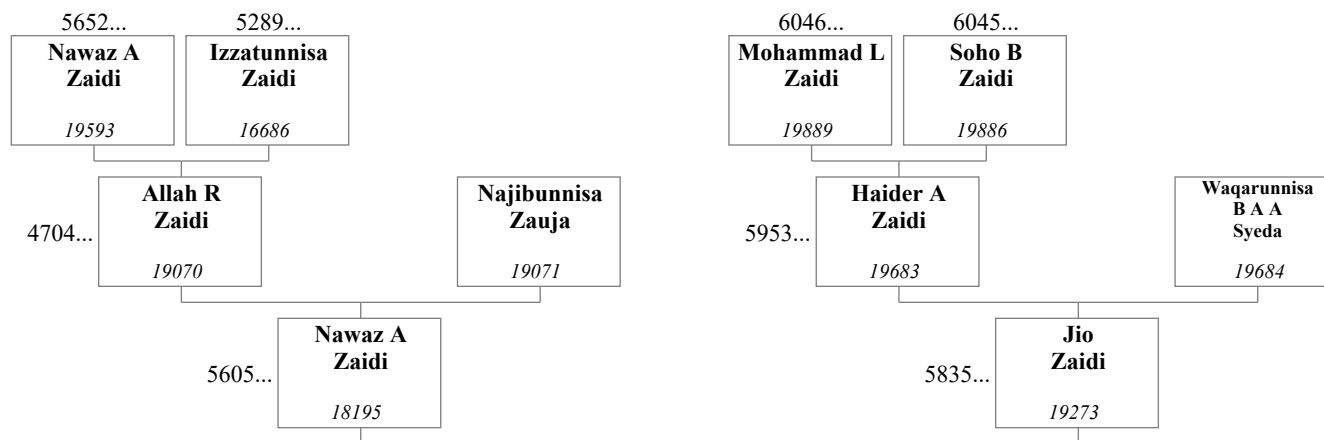 5652...
5289...
6046...
6045...
Nawaz A
Zaidi
19593
Izzatunnisa
Zaidi
16686
Mohammad L
Zaidi
19889
Soho B
Zaidi
19886
4704...
Allah R
Zaidi
19070
Najibunnisa
Zauja
19071
5953...
Haider A
Zaidi
19683
Waqarunnisa
B A A
Syeda
19684
5605...
Nawaz A
Zaidi
18195
5835...
Jio
Zaidi
19273